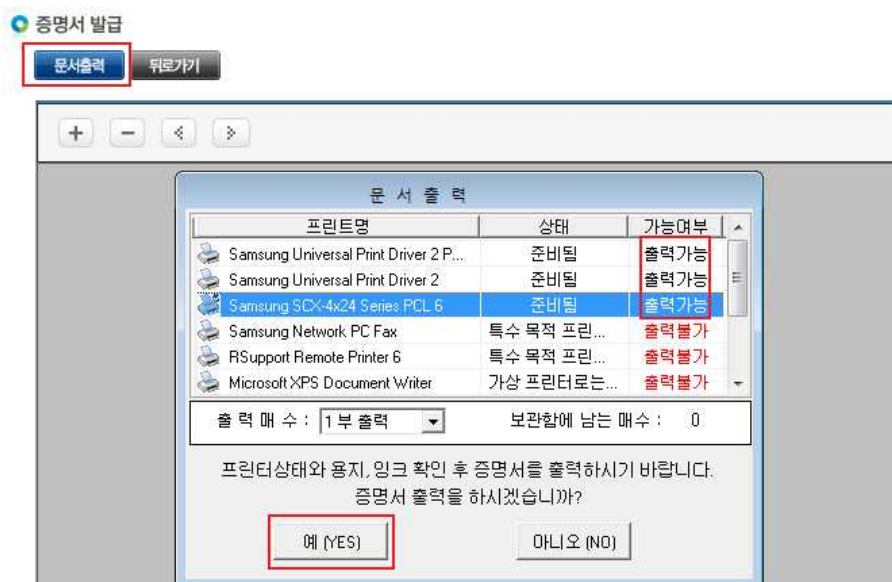 증명서 발급
문서출력 뒤로가기
문 서 출 력
프린트명 상태 가능여부
Samsung Universal Print Driver 2 P... 준비됨 출력가능
Samsung Universal Print Driver 2 준비됨 출력가능
Samsung SCX-4x24 Series PCL 6 준비됨 출력가능
Samsung Network PC Fax 특수 목적 프린... 출력불가
RSupport Remote Printer 6 특수 목적 프린... 출력불가
Microsoft XPS Document Writer 가상 프린터로는... 출력불가
출 력 매 수 : 1 부 출력 보관함에 남는 매수 : 0
프린터상태와 용지,잉크 확인 후 증명서를 출력하시기 바랍니다.
증명서 출력을 하시겠습니까?
예 (YES) 아니오 (NO)